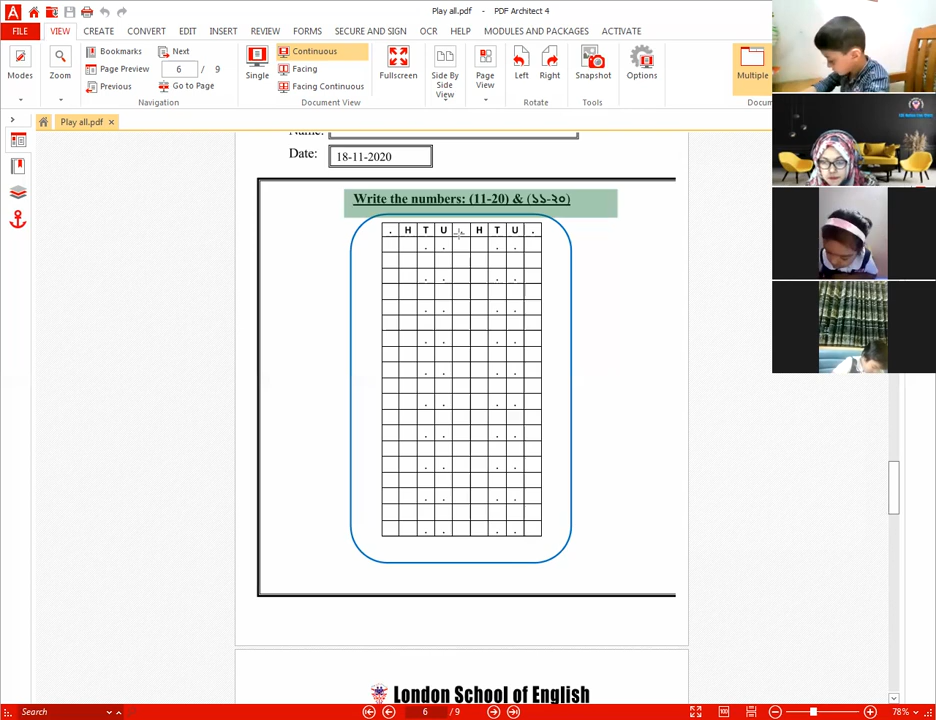 Play all.pdf - PDF Architect 4
FILE VIEW CREATE CONVERT EDIT INSERT REVIEW FORMS SECURE AND SIGN OCR HELP MODULES AND PACKAGES ACTIVATE
Modes
Zoom
Bookmarks
Next
Page Preview
6 / 9
Previous
Go to Page
Navigation
Single
Continuous
Facing
Facing Continuous
Document View
Fullscreen
Side By Side View
Page View
Left
Right
Rotate
Snapshot
Tools
Options
Multiple
Docum
Play all.pdf
Name:
Date: 18-11-2020
Write the numbers: (11-20) & (১১-২০)
. H T U . H T U .
London School of English
Search
6 / 9
78%